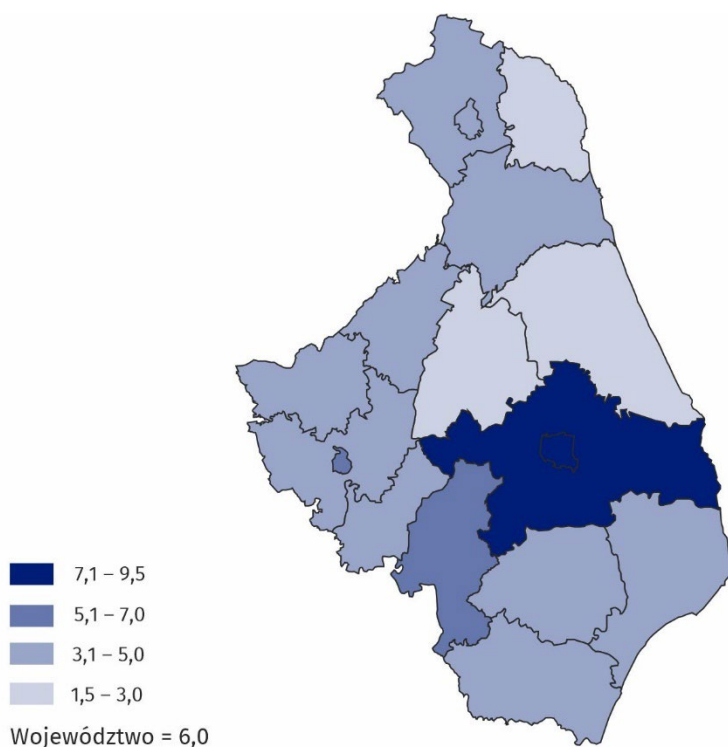 7,1 – 9,5
5,1 – 7,0
3,1 – 5,0
1,5 – 3,0
Województwo = 6,0